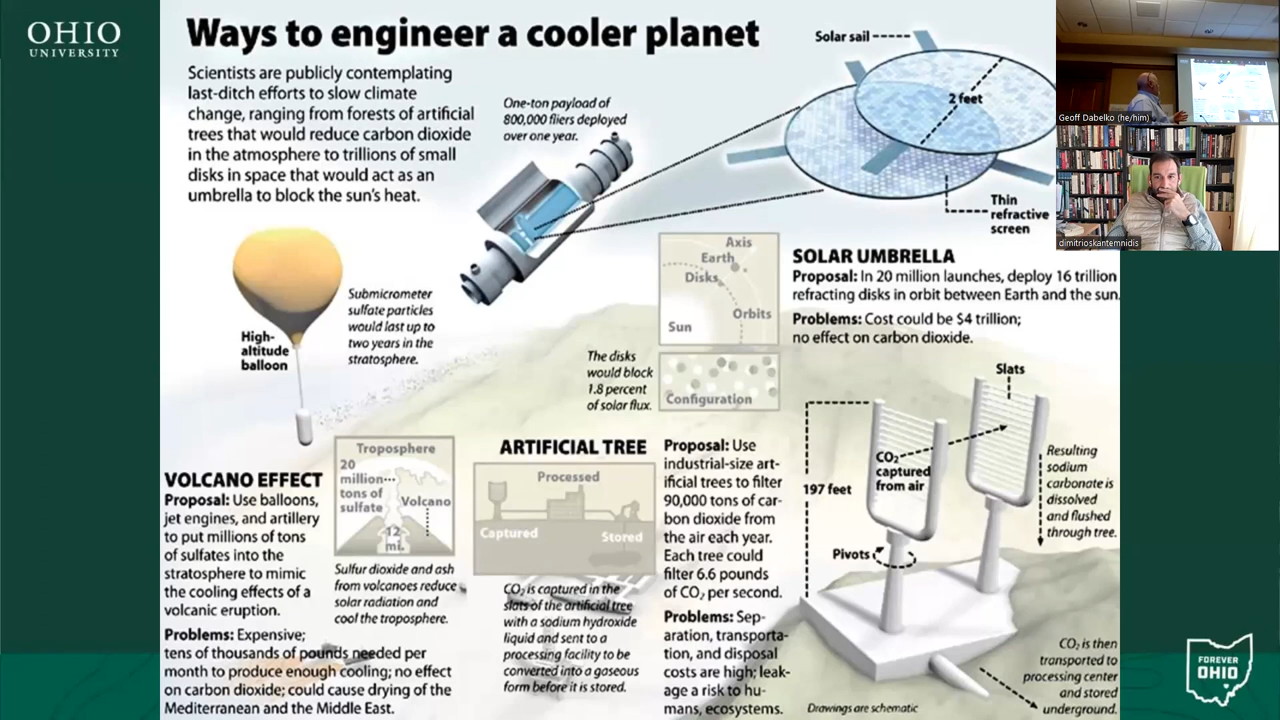 OHIO
UNIVERSITY
Ways to engineer a cooler planet
Scientists are publicly contemplating
last-ditch efforts to slow climate
change, ranging from forests of artificial
trees that would reduce carbon dioxide
in the atmosphere to trillions of small
disks in space that would act as an
umbrella to block the sun's heat.
One-ton payload of
800,000 fliers deployed
over one year.
Solar sail
2 feet
Thin
refractive
screen
Geoff Dabelko (he/him)
dimitrioskantemnidis
High-
altitude
balloon
Submicrometer
sulfate particles
would last up to
two years in the
stratosphere.
Axis
Earth
Disks
Orbits
Sun
The disks
would block
1.8 percent
of solar flux.
Configuration
SOLAR UMBRELLA
Proposal: In 20 million launches, deploy 16 trillion
refracting disks in orbit between Earth and the sun.
Problems: Cost could be $4 trillion;
no effect on carbon dioxide.
VOLCANO EFFECT
Proposal: Use balloons,
jet engines, and artillery
to put millions of tons
of sulfates into the
stratosphere to mimic
the cooling effects of a
volcanic eruption.
Problems: Expensive;
tens of thousands of pounds needed per
month to produce enough cooling; no effect
on carbon dioxide; could cause drying of the
Mediterranean and the Middle East.
Troposphere
20
million
tons of
sulfate
Volcano
12
mi.
Sulfur dioxide and ash
from volcanoes reduce
solar radiation and
cool the troposphere.
ARTIFICIAL TREE
Processed
Captured
Stored
CO₂ is captured in the
slats of the artificial tree
with a sodium hydroxide
liquid and sent to a
processing facility to be
converted into a gaseous
form before it is stored.
Proposal: Use
industrial-size art-
ificial trees to filter
90,000 tons of car-
bon dioxide from
the air each year.
Each tree could
filter 6.6 pounds
of CO₂ per second.
Problems: Sep-
aration, transporta-
tion, and disposal
costs are high; leak-
age a risk to hu-
mans, ecosystems.
Slats
CO₂
captured
from air
197 feet
Pivots
Resulting
sodium
carbonate is
dissolved
and flushed
through tree.
CO₂ is then
transported to
processing center
and stored
underground.
Drawings are schematic
FOREVER
OHIO